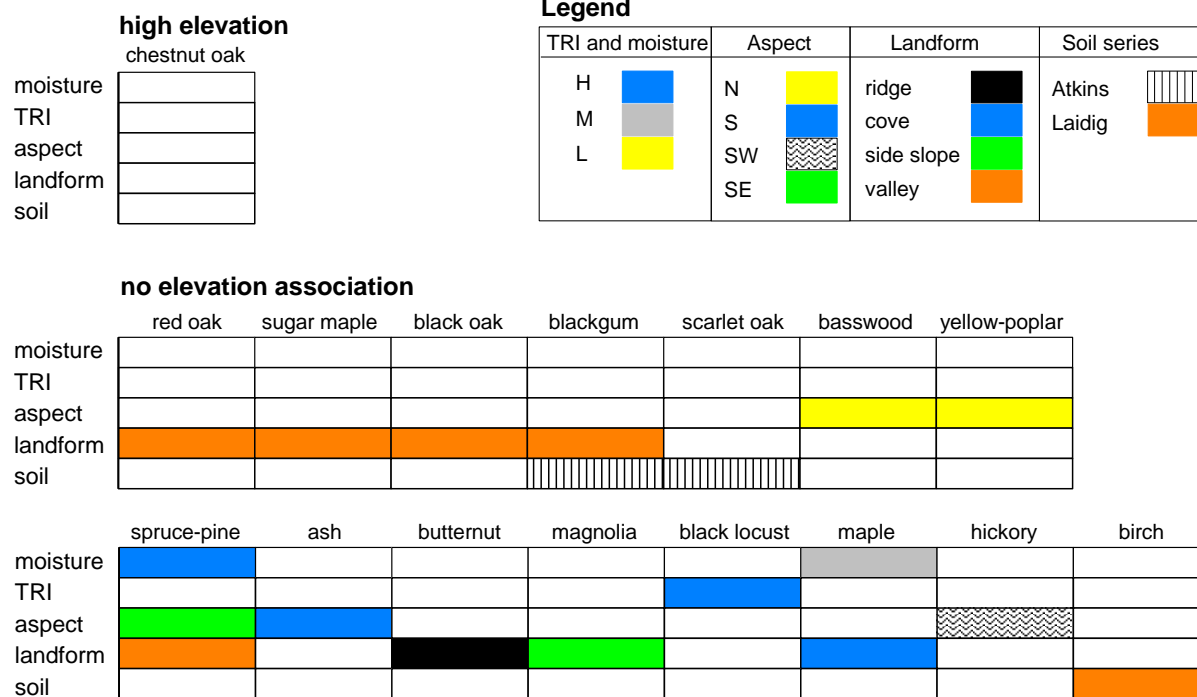 high elevation
chestnut oak
moisture
TRI
aspect
landform
soil
Legend
TRI and moisture Aspect Landform Soil series
H N ridge Atkins
M S cove Laidig
L SW side slope
SE valley
no elevation association
red oak sugar maple black oak blackgum scarlet oak basswood yellow-poplar
moisture
TRI
aspect
landform
soil
spruce-pine ash butternut magnolia black locust maple hickory birch
moisture
TRI
aspect
landform
soil